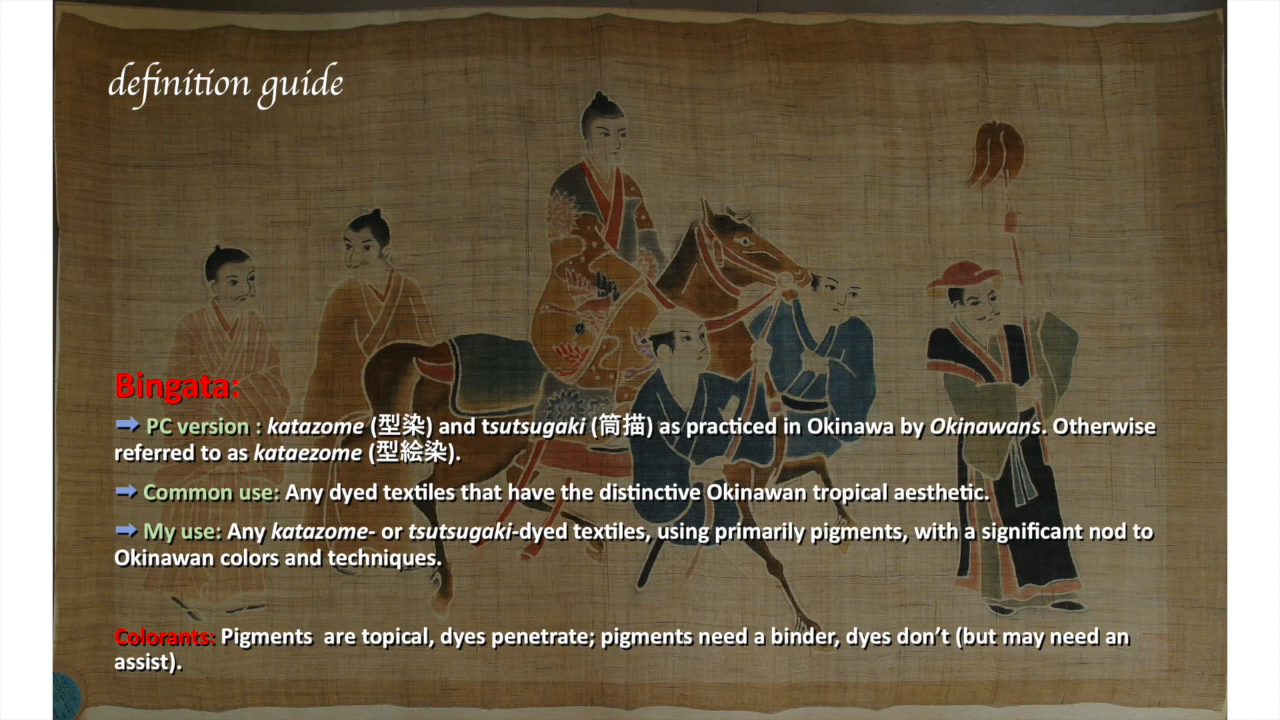 definition guide
Bingata:
➡ PC version : katazome (型染) and tsutsugaki (筒描) as practiced in Okinawa by Okinawans. Otherwise
referred to as kataezome (型絵染).
➡ Common use: Any dyed textiles that have the distinctive Okinawan tropical aesthetic.
➡ My use: Any katazome- or tsutsugaki-dyed textiles, using primarily pigments, with a significant nod to
Okinawan colors and techniques.
Colorants: Pigments  are topical, dyes penetrate; pigments need a binder, dyes don’t (but may need an
assist).